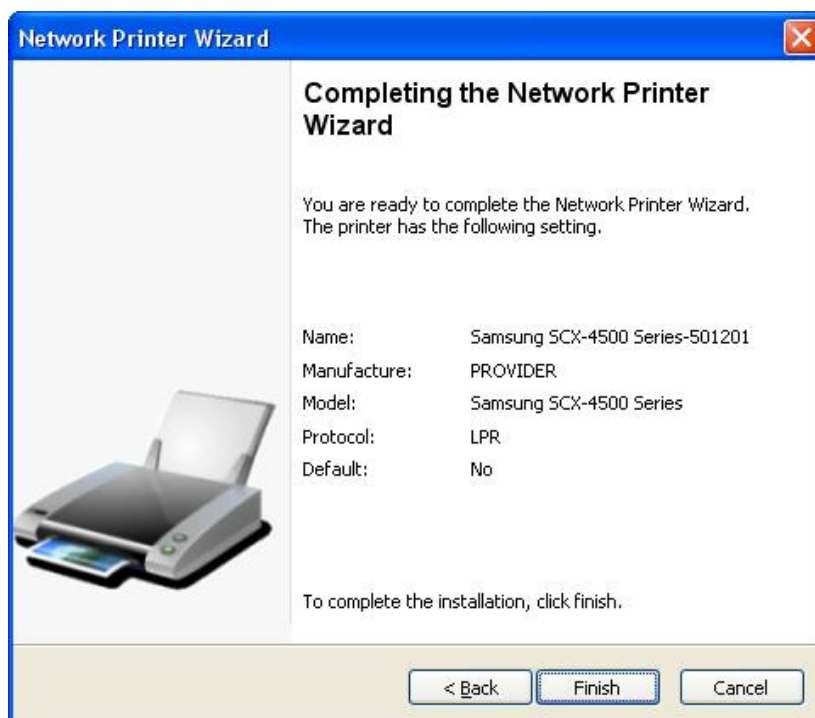 Network Printer Wizard
Completing the Network Printer
Wizard
You are ready to complete the Network Printer Wizard.
The printer has the following setting.
Name: Samsung SCX-4500 Series-501201
Manufacture: PROVIDER
Model: Samsung SCX-4500 Series
Protocol: LPR
Default: No
To complete the installation, click finish.
< Back Finish Cancel